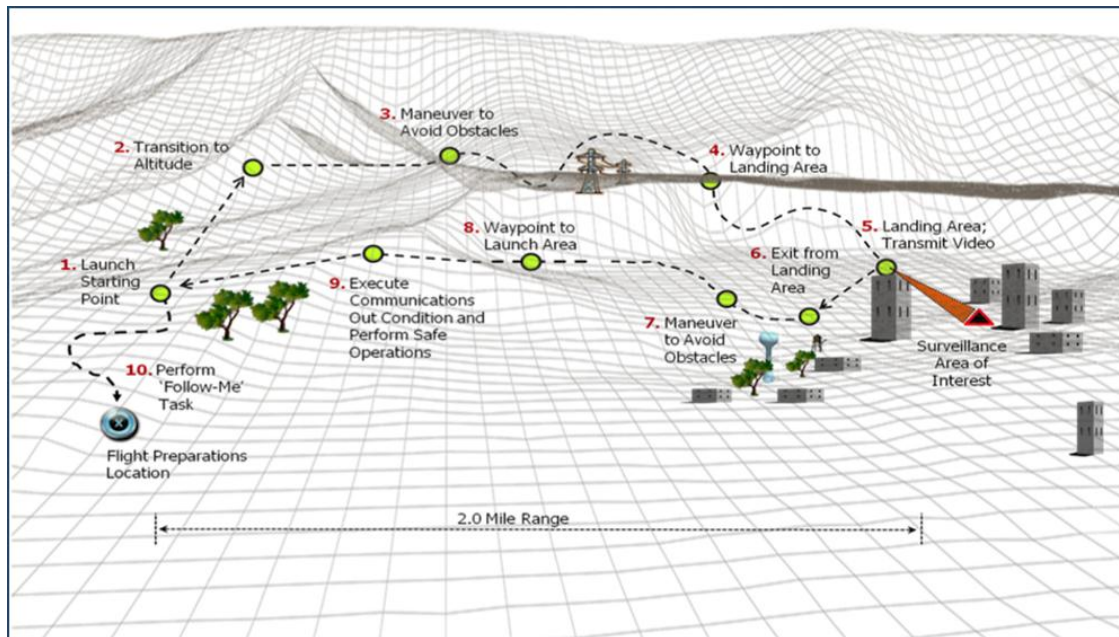 1. Launch
Starting
Point
2. Transition to
Altitude
3. Maneuver to
Avoid Obstacles
4. Waypoint to
Landing Area
5. Landing Area;
Transmit Video
6. Exit from
Landing
Area
7. Maneuver
to Avoid
Obstacles
8. Waypoint to
Launch Area
9. Execute
Communications
Out Condition and
Perform Safe
Operations
10. Perform
'Follow-Me'
Task
X
Flight Preparations
Location
Surveillance
Area of
Interest
2.0 Mile Range